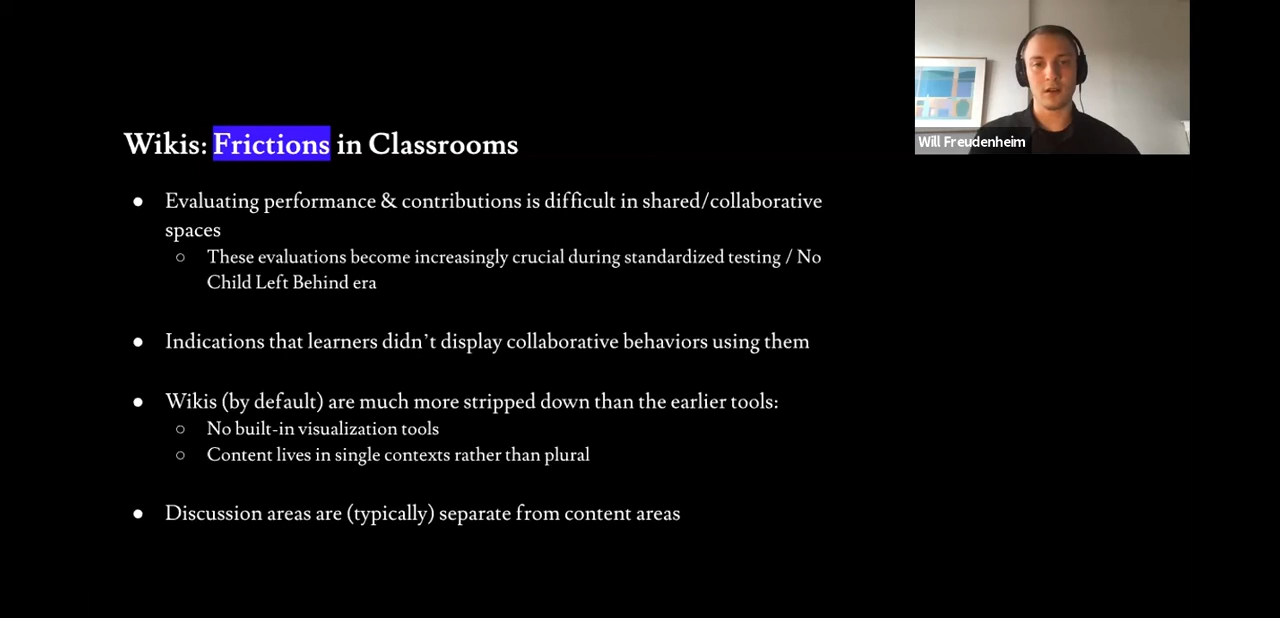 Wikis: Frictions in Classrooms
● Evaluating performance & contributions is difficult in shared/collaborative
spaces
○ These evaluations become increasingly crucial during standardized testing / No
Child Left Behind era
● Indications that learners didn’t display collaborative behaviors using them
● Wikis (by default) are much more stripped down than the earlier tools:
○ No built-in visualization tools
○ Content lives in single contexts rather than plural
● Discussion areas are (typically) separate from content areas
Will Freudenheim